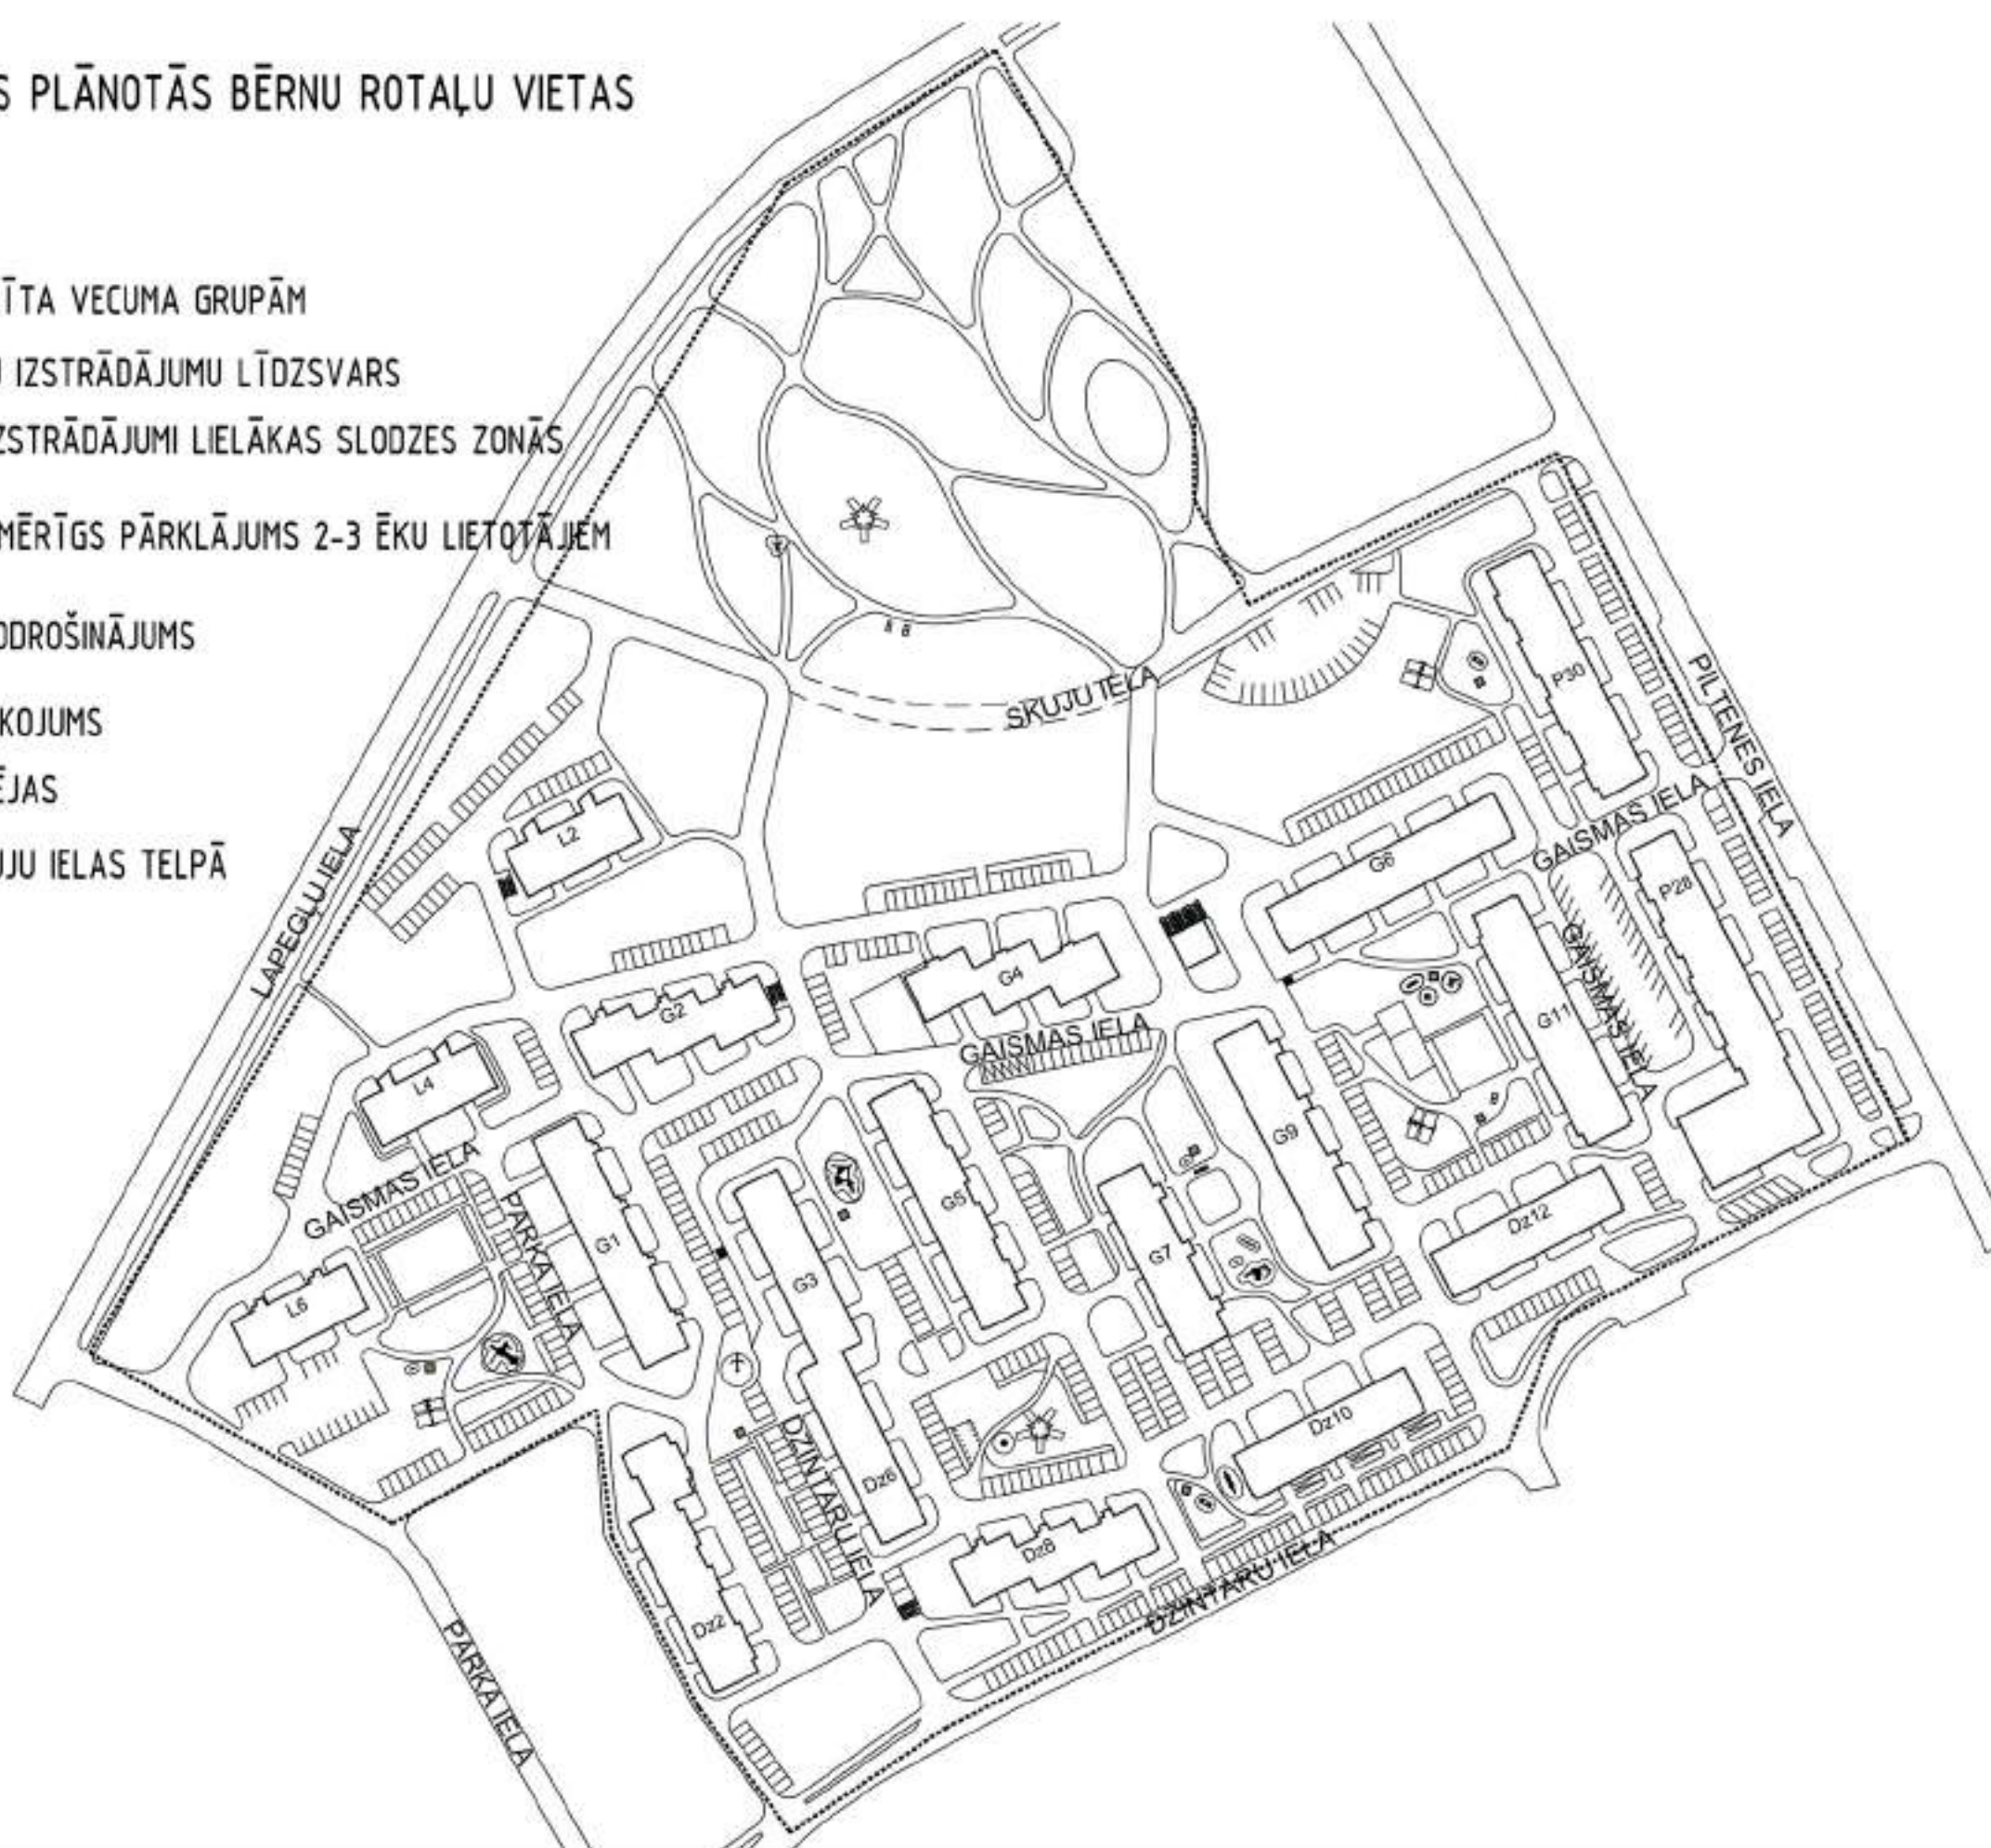 S PLĀNOTĀS BĒRNU ROTAĻU VIETAS
ĪTA VECUMA GRUPĀM
U IZSTRĀDĀJUMU LĪDZSVARS
ZSTRĀDĀJUMI LIELĀKAS SLODZES ZONĀS
MĒRĪGS PĀRKLĀJUMS 2-3 ĒKU LIETOTĀJIEM
ODROŠINĀJUMS
KOJUMS
ĒJAS
UJU IELAS TELPĀ
SKUJU IELA
P30
PILTENES IELA
GAISMAS IELA
L2
G6
P28
LAPEGĻU IELA
G4
G2
GAISMAS IELA
G11
GAISMAS IELA
L4
G9
GAISMAS IELA
PARKA IELA
G1
G5
G3
G7
Dz12
L6
Dz10
DZINTARU IELA
Dz6
Dz8
DZINTARU IELA
Dz2
PARKA IELA